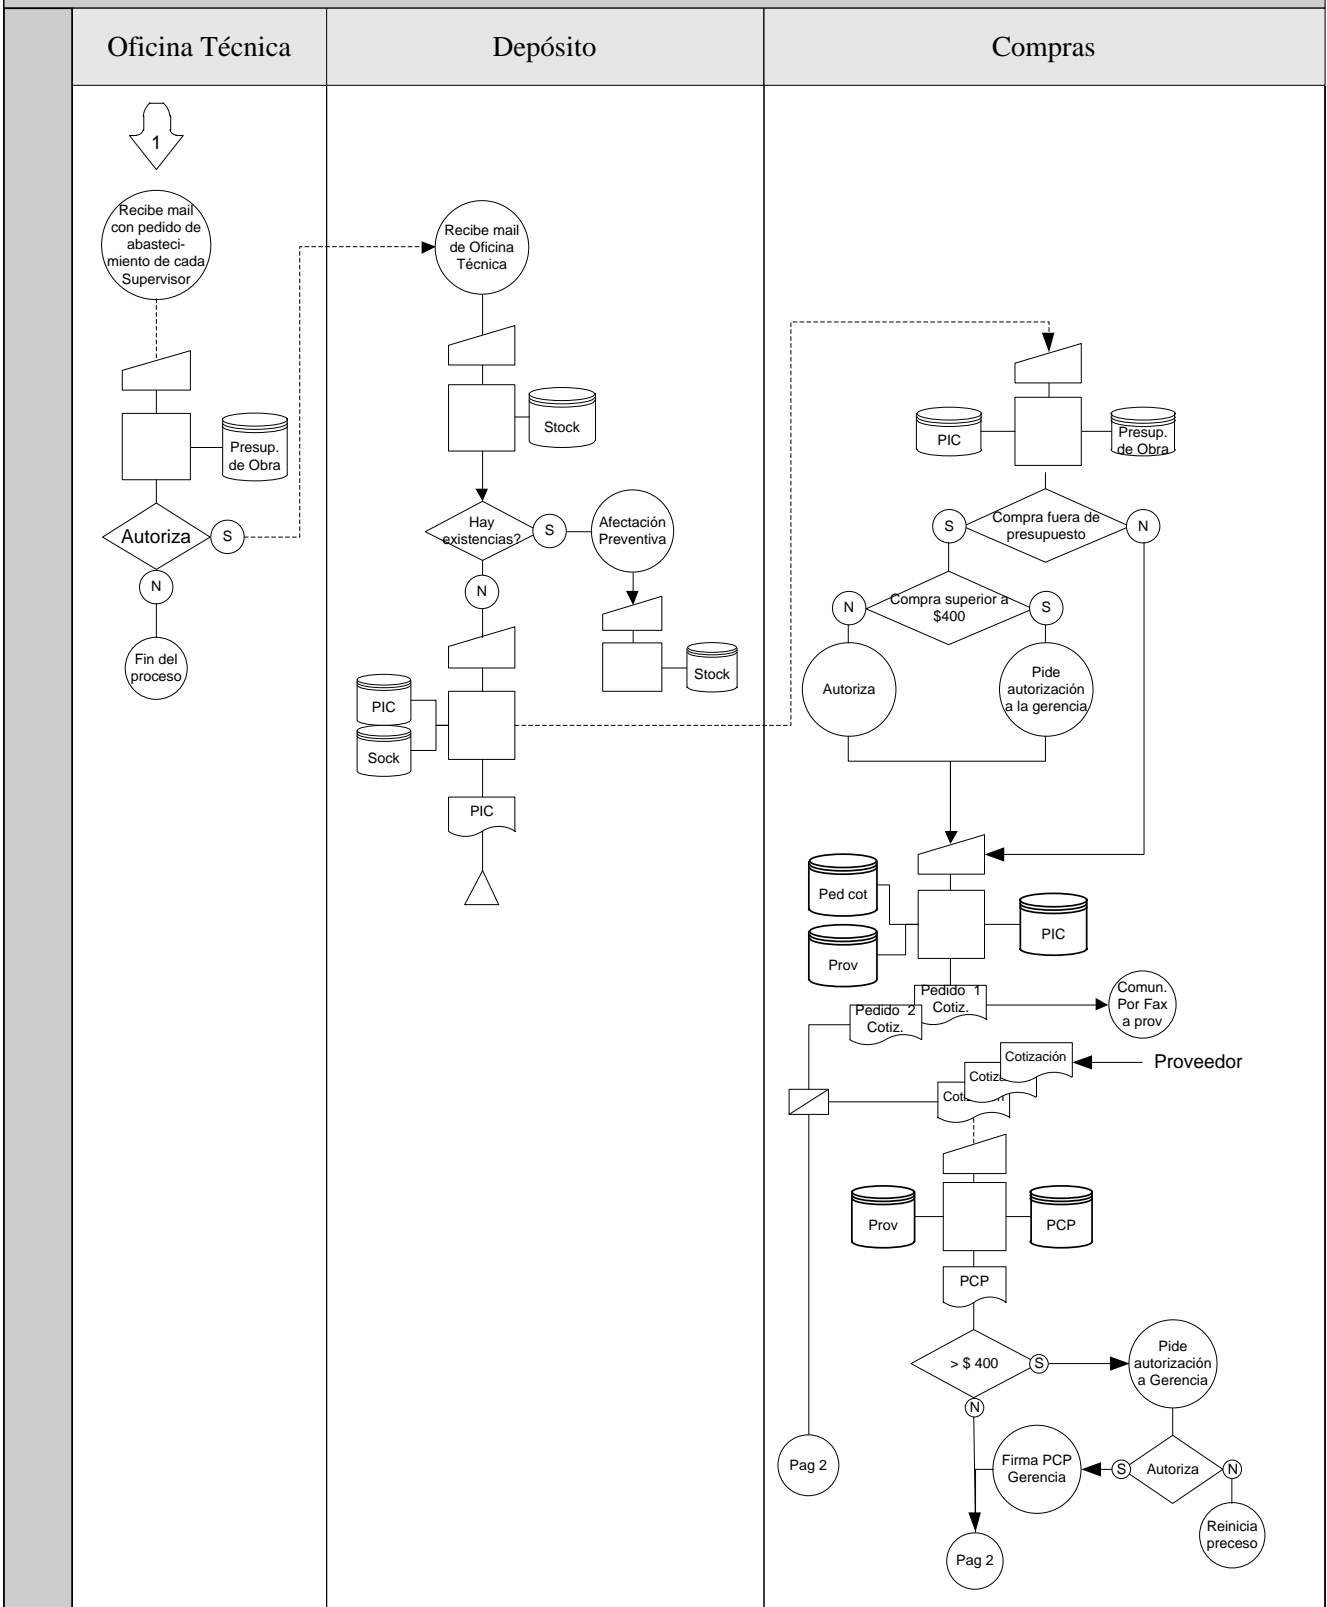 Oficina Técnica
Depósito
Compras
1
Recibe mail
con pedido de
abasteci-
miento de cada
Supervisor
Presup.
de Obra
Autoriza
S
N
Fin del
proceso
Recibe mail
de Oficina
Técnica
Stock
Hay
existencias?
S
Afectación
Preventiva
N
Stock
PIC
Sock
PIC
PIC
Presup.
de Obra
S
Compra fuera de
presupuesto
N
N
Compra superior a
$400
S
Autoriza
Pide
autorización
a la gerencia
Ped cot
Prov
PIC
Pedido 1
Cotiz.
Pedido 2
Cotiz.
Comun.
Por Fax
a prov
Cotización
Proveedor
Prov
PCP
PCP
> $ 400
S
N
Pide
autorización
a Gerencia
Pag 2
Firma PCP
Gerencia
S
Autoriza
N
Reinicia
preceso
Pag 2